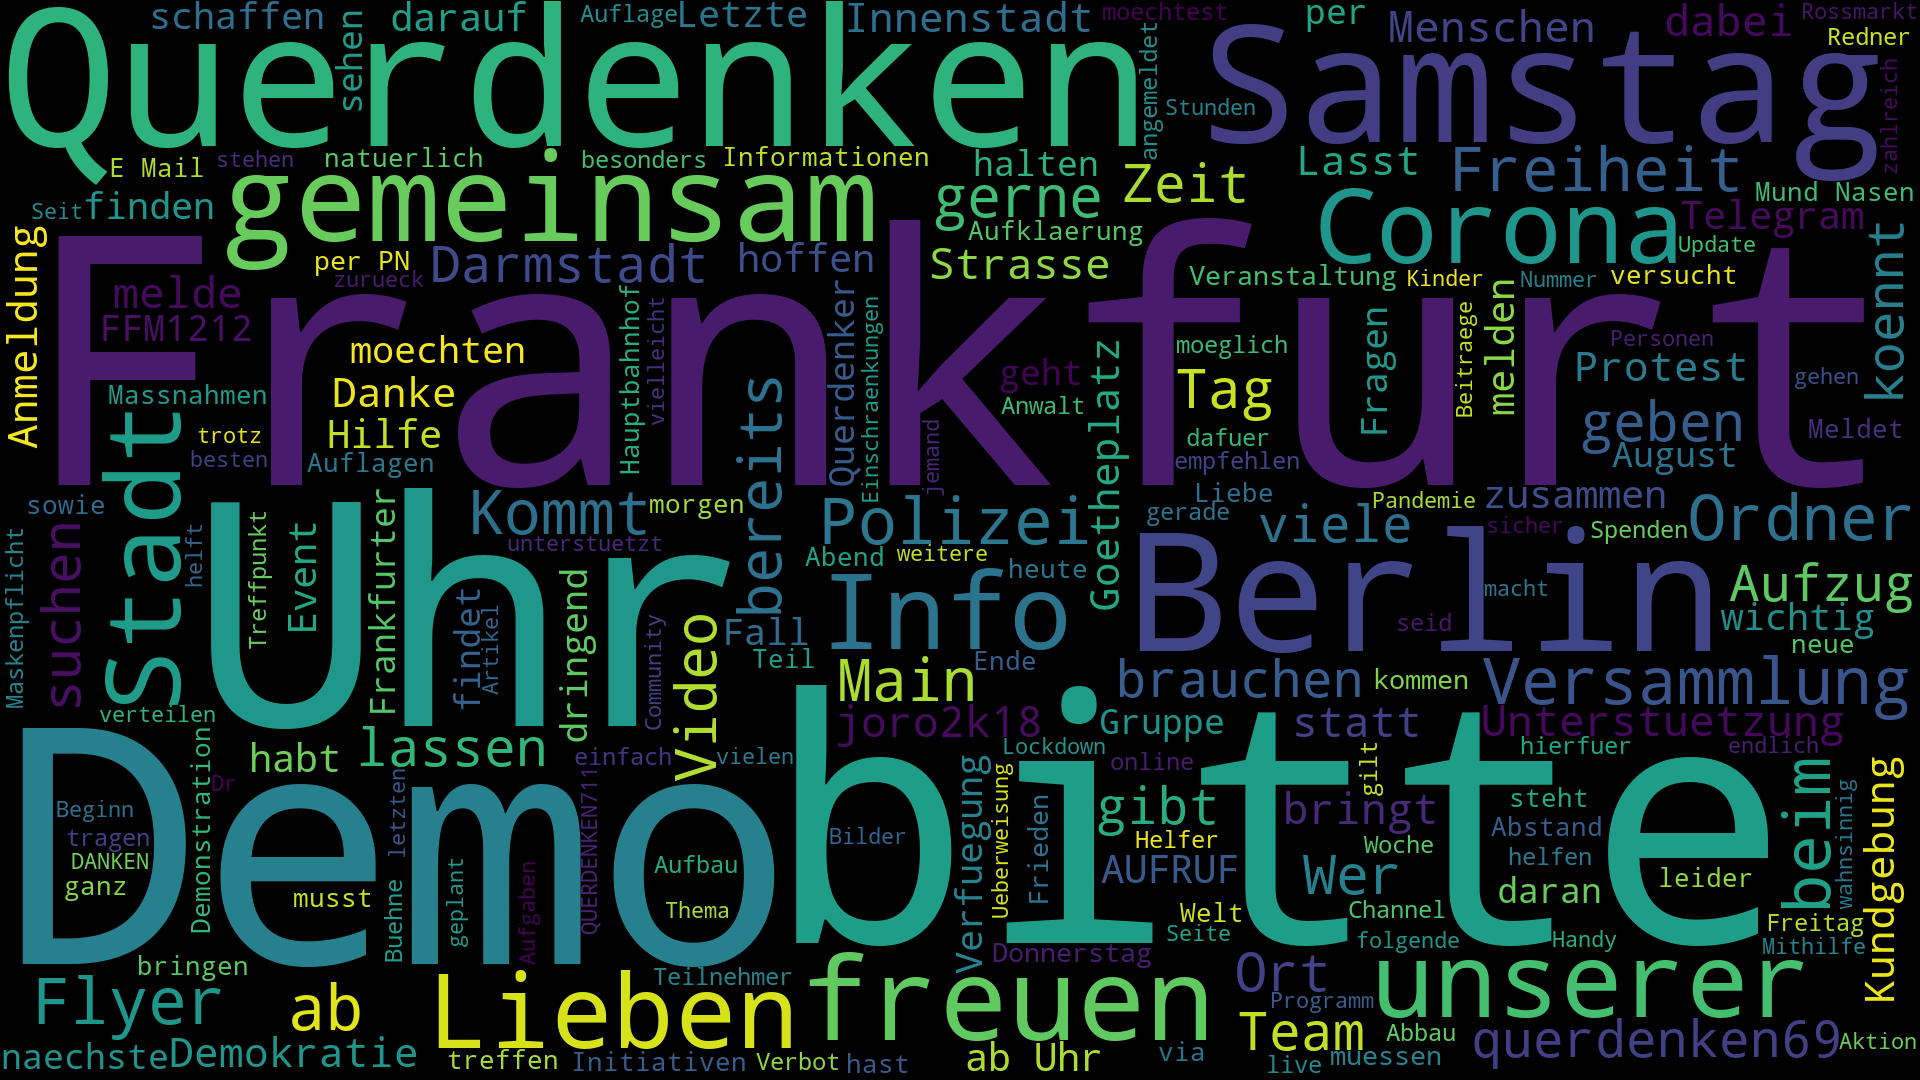 schaffen
darauf
Auflage
Letzte
Innenstadt
moechtest
per
Menschen
dabei
Rossmarkt
Redner
Querdenken
Samstag
sehen
angemeldet
Stunden
zahlreich
E Mail
stehen
natuerlich
besonders
Informationen
halten
Lasst
Freiheit
Mund Nasen
Seit
finden
gemeinsam
gerne
Zeit
Corona
Telegram
Aufklaerung
Update
koennt
Anmeldung
per PN
zurueck
Darmstadt
hoffen
Strasse
Veranstaltung
Kinder
Nummer
versucht
melde
FFM1212
Frankfurt
moechten
Hauptbahnhof
vielleicht
Querdenker
Einschraenkungen
moeglich
Fragen
Beitraege
melden
Personen
Protest
gehen
Massnahmen
Danke
geht
Anwalt
Goetheplatz
Tag
trotz
Hilfe
jemand
dafuer
geben
Meldet
besten
Auflagen
bereits
empfehlen
August
Stadt
sowie
Kommt
morgen
Polizei
Liebe
gerade
viele
Pandemie
zusammen
sicher
Spenden
Ordner
Maskenpflicht
suchen
helft
Treffpunkt
Event
Frankfurter
Uhr
unterstuetzt
Abend
weitere
heute
Berlin
macht
Aufzug
findet
Artikel
dringend
Community
Video
Fall
Info
seid
wichtig
neue
Teil
Ende
Main
brauchen
kommen
Versammlung
verteilen
joro2k18
Gruppe
statt
Unterstuetzung
Demonstration
habt
lassen
einfach
vielen
Lockdown
online
gilt
hierfuer
endlich
Dr
Demo
bitte
Beginn
tragen
DANKEN
ganz
letzten
Buehne
musst
geplant
Aufgaben
QUERDENKEN711
Aufbau
Thema
Bilder
Verfuegung
Ueberweisung
Frieden
gibt
Helfer
AUFRUF
bringt
Woche
Wer
steht
Abstand
helfen
daran
leider
beim
wahnsinnig
Kundgebung
Welt
Seite
Channel
folgende
Handy
Freitag
Mithilfe
bringen
Flyer
ab
Lieben
Teilnehmer
freuen
Donnerstag
Ort
Programm
unserer
naechste
Demokratie
treffen
Initiativen
Verbot
hast
ab Uhr
via
Team
live
Abbau
muessen
querdenken69
Aktion